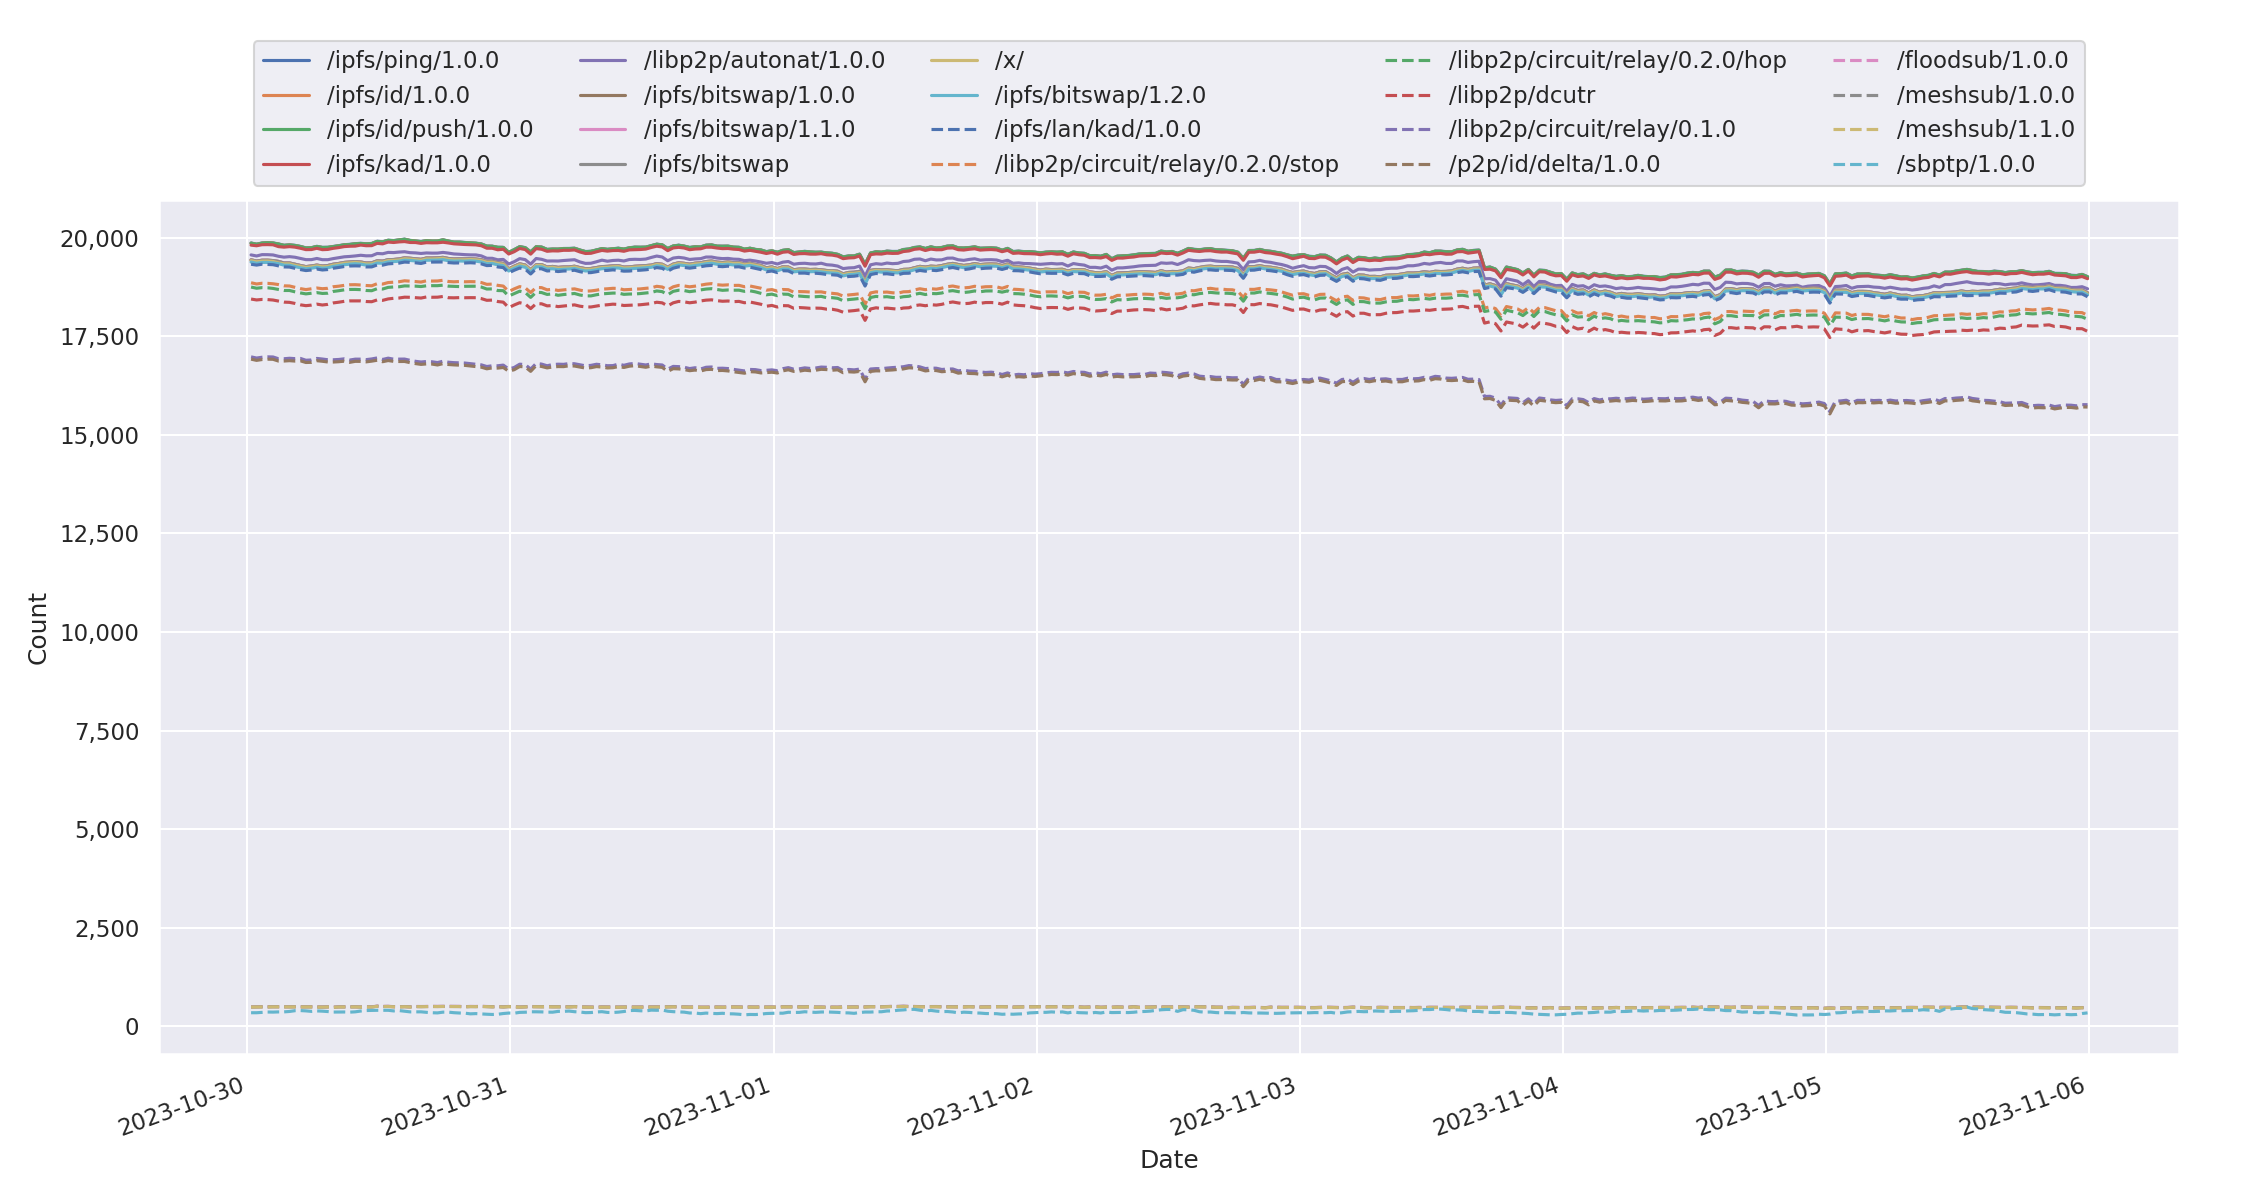 /ipfs/ping/1.0.0
/ipfs/id/1.0.0
/ipfs/id/push/1.0.0
/ipfs/kad/1.0.0
/libp2p/autonat/1.0.0
/ipfs/bitswap/1.0.0
/ipfs/bitswap/1.1.0
/ipfs/bitswap
/x/
/ipfs/bitswap/1.2.0
/ipfs/lan/kad/1.0.0
/libp2p/circuit/relay/0.2.0/stop
/libp2p/circuit/relay/0.2.0/hop
/libp2p/dcutr
/libp2p/circuit/relay/0.1.0
/p2p/id/delta/1.0.0
/floodsub/1.0.0
/meshsub/1.0.0
/meshsub/1.1.0
/sbptp/1.0.0
20,000
17,500
15,000
12,500
10,000
7,500
5,000
2,500
0
Count
2023-10-30
2023-10-31
2023-11-01
2023-11-02
2023-11-03
2023-11-04
2023-11-05
2023-11-06
Date